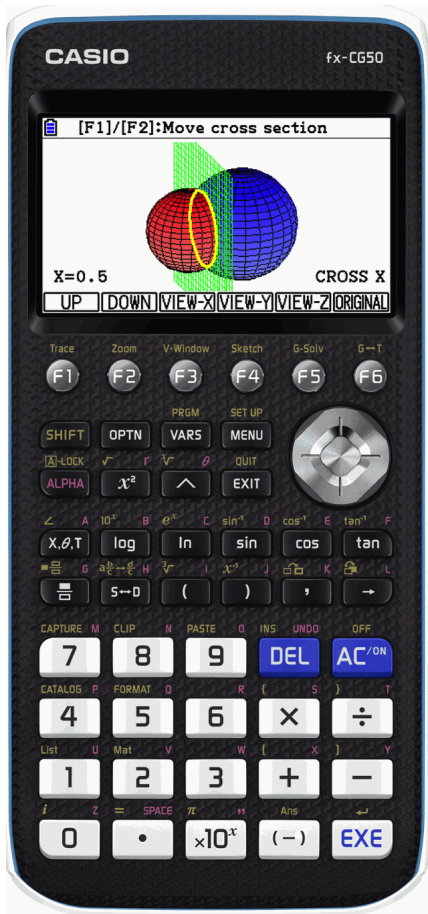 CASIO fx-CG50
[F1]/[F2]:Move cross section
X=0.5 CROSS X
UP DOWN VIEW-X VIEW-Y VIEW-Z ORIGINAL
Trace Zoom V-Window Sketch G-Solv G↔T
F1 F2 F3 F4 F5 F6
PRGM SET UP
SHIFT OPTN VARS MENU
A-LOCK √ r ∛ θ QUIT
ALPHA x² ^ EXIT
∠ A 10ˣ B eˣ C sin⁻¹ D cos⁻¹ E tan⁻¹ F
X,θ,T log ln sin cos tan
G H ∛ I x⁻¹ J K L
S↔D ( ) , →
CAPTURE M CLIP N PASTE O INS UNDO OFF
7 8 9 DEL AC/ON
CATALOG P FORMAT Q R { S } T
4 5 6 × ÷
List U Mat V W [ X ] Y
1 2 3 + −
i Z = SPACE π " Ans ↵
0 • ×10ˣ (−) EXE